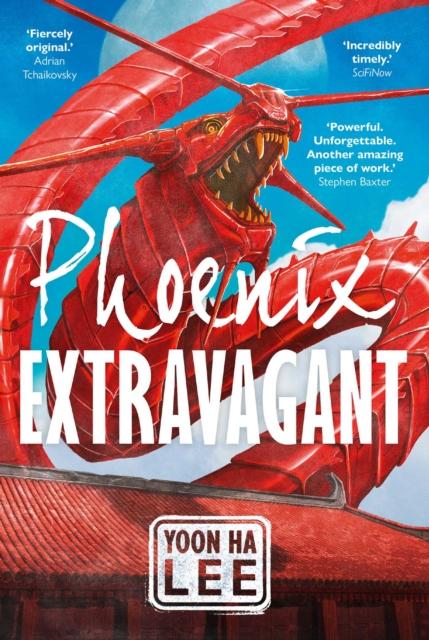 ‘Fiercely
original.’
Adrian
Tchaikovsky
‘Incredibly
timely.’
SciFiNow
‘Powerful.
Unforgettable.
Another amazing
piece of work.’
Stephen Baxter
Phoenix
EXTRAVAGANT
YOON HA
LEE